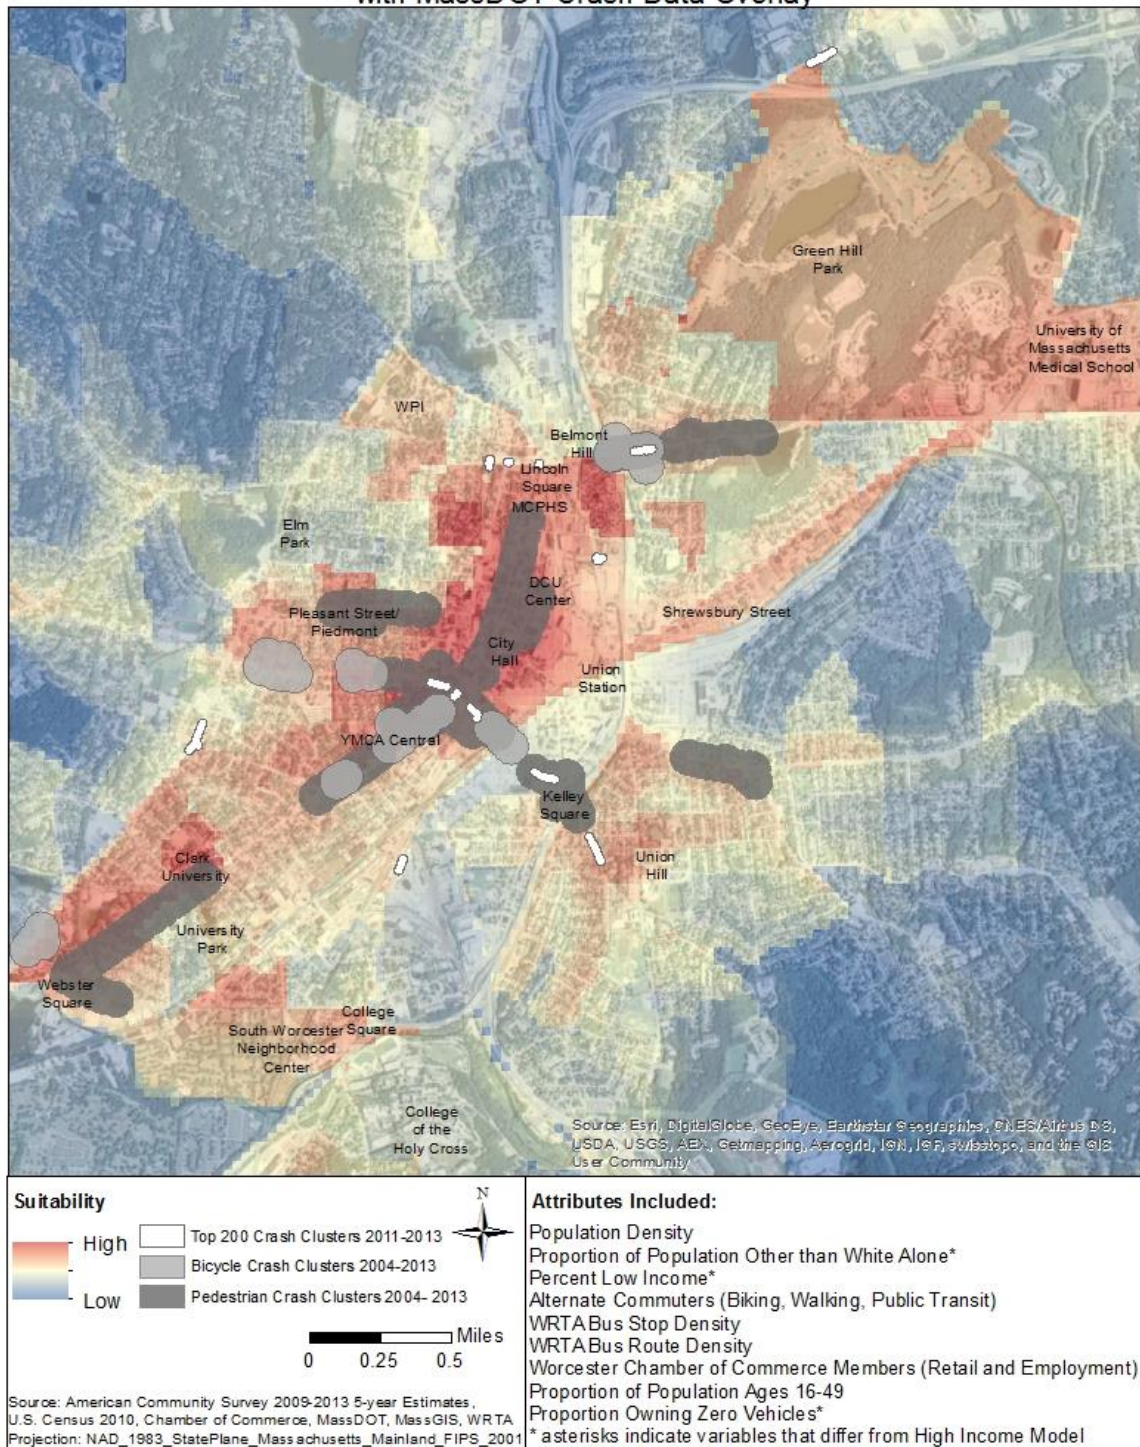 with MassDOT Crash Data Overlay
Green Hill
Park
University of
Massachusetts
Medical School
WPI
Belmont
Hill
Lincoln
Square
MCPHS
Elm
Park
DCU
Center
Pleasant Street/
Piedmont
Shrewsbury Street
City
Hall
Union
Station
YMCA Central
Kelley
Square
Clark
University
Union
Hill
University
Park
Webster
Square
College
Square
South Worcester
Neighborhood
Center
College
of the
Holy Cross
Source: Esri, DigitalGlobe, GeoEye, Earthstar Geographics, CNES/Airbus DS,
USDA, USGS, AEX, Getmapping, Aerogrid, IGN, IGP, swisstopo, and the GIS
User Community
Suitability
High
Low
N
Top 200 Crash Clusters 2011-2013
Bicycle Crash Clusters 2004-2013
Pedestrian Crash Clusters 2004- 2013
Miles
0 0.25 0.5
Source: American Community Survey 2009-2013 5-year Estimates,
U.S. Census 2010, Chamber of Commerce, MassDOT, MassGIS, WRTA
Projection: NAD_1983_StatePlane_Massachusetts_Mainland_FIPS_2001
Attributes Included:
Population Density
Proportion of Population Other than White Alone*
Percent Low Income*
Alternate Commuters (Biking, Walking, Public Transit)
WRTA Bus Stop Density
WRTA Bus Route Density
Worcester Chamber of Commerce Members (Retail and Employment)
Proportion of Population Ages 16-49
Proportion Owning Zero Vehicles*
* asterisks indicate variables that differ from High Income Model